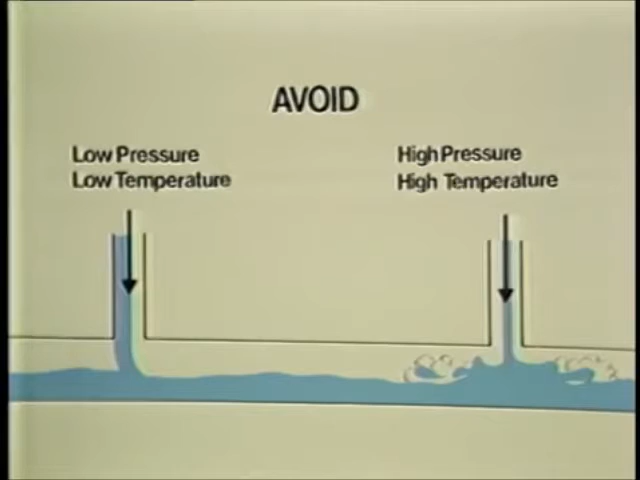 AVOID
Low Pressure
Low Temperature
High Pressure
High Temperature